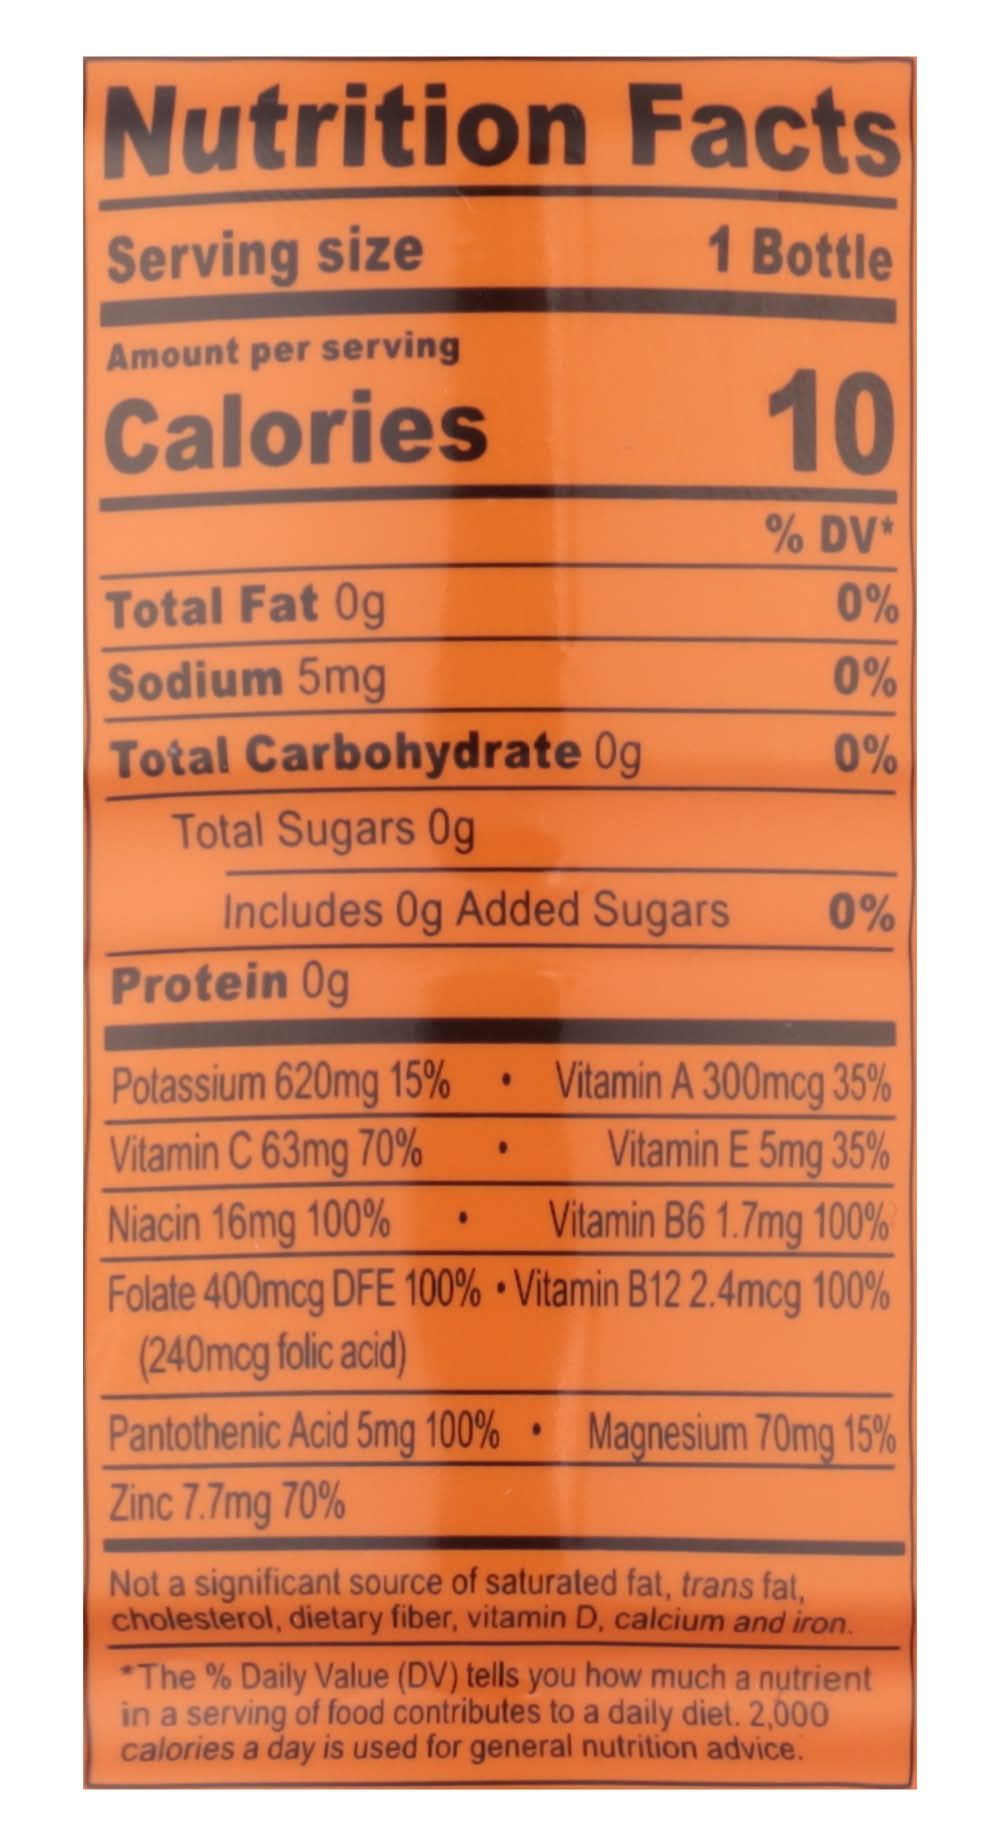 Nutrition Facts
Serving size 1 Bottle
Amount per serving
Calories 10
% DV*
Total Fat 0g 0%
Sodium 5mg 0%
Total Carbohydrate 0g 0%
Total Sugars 0g
Includes 0g Added Sugars 0%
Protein 0g
Potassium 620mg 15% • Vitamin A 300mcg 35%
Vitamin C 63mg 70% • Vitamin E 5mg 35%
Niacin 16mg 100% • Vitamin B6 1.7mg 100%
Folate 400mcg DFE 100% • Vitamin B12 2.4mcg 100%
(240mcg folic acid)
Pantothenic Acid 5mg 100% • Magnesium 70mg 15%
Zinc 7.7mg 70%
Not a significant source of saturated fat, trans fat,
cholesterol, dietary fiber, vitamin D, calcium and iron.
*The % Daily Value (DV) tells you how much a nutrient
in a serving of food contributes to a daily diet. 2,000
calories a day is used for general nutrition advice.